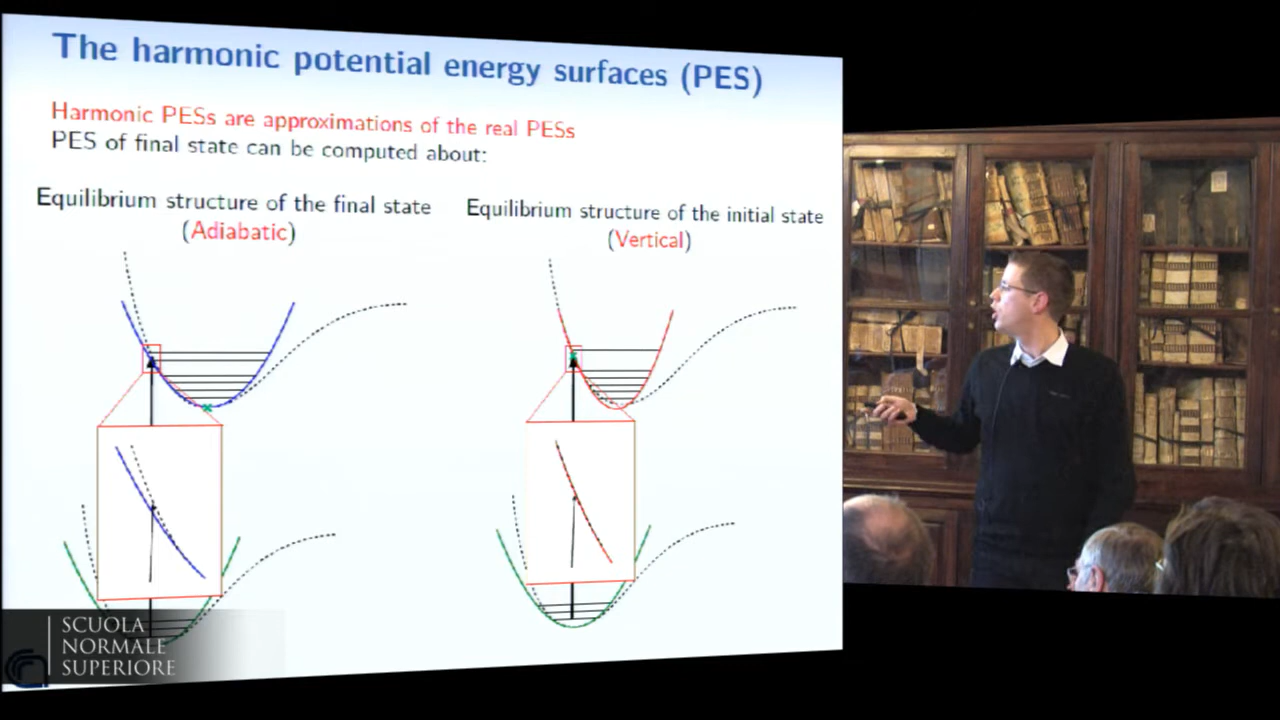 The harmonic potential energy surfaces (PES)
Harmonic PESs are approximations of the real PESs
PES of final state can be computed about:
Equilibrium structure of the final state
(Adiabatic)
Equilibrium structure of the initial state
(Vertical)
SCUOLA
NORMALE
SUPERIORE